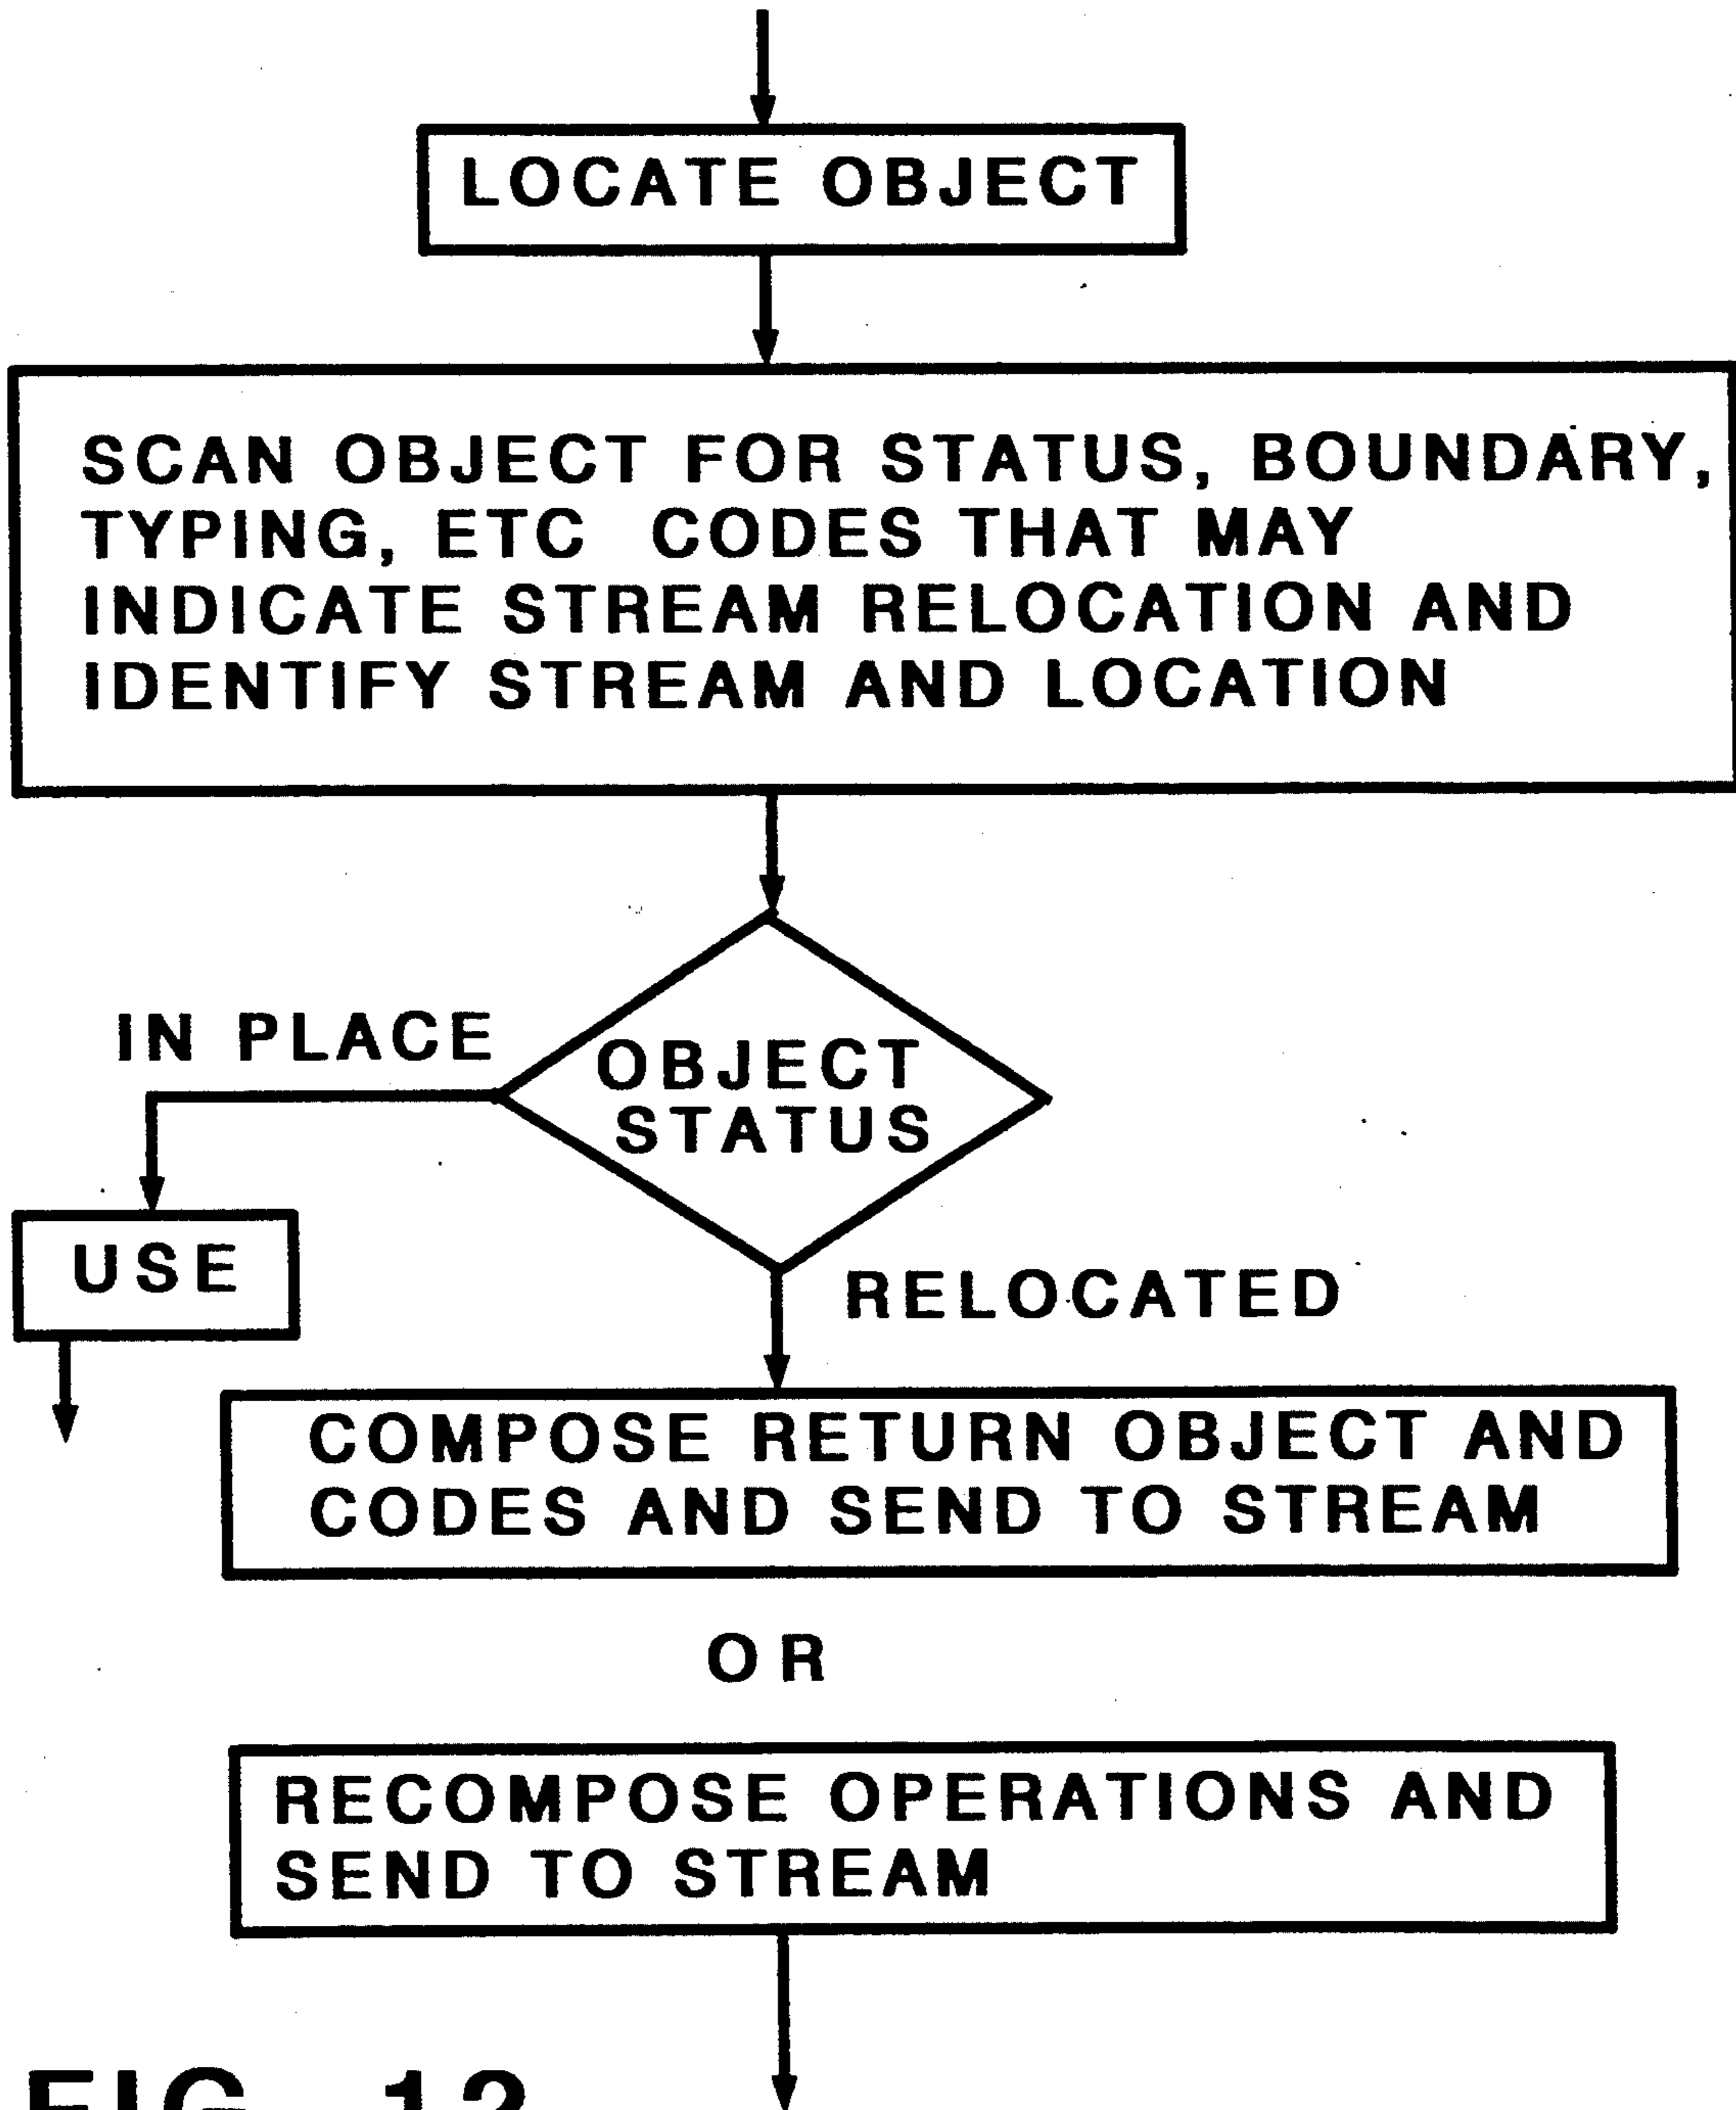 LOCATE OBJECT
SCAN OBJECT FOR STATUS, BOUNDARY,
TYPING, ETC CODES THAT MAY
INDICATE STREAM RELOCATION AND
IDENTIFY STREAM AND LOCATION
IN PLACE
OBJECT
STATUS
USE
RELOCATED
COMPOSE RETURN OBJECT AND
CODES AND SEND TO STREAM
OR
RECOMPOSE OPERATIONS AND
SEND TO STREAM
FIG. 12